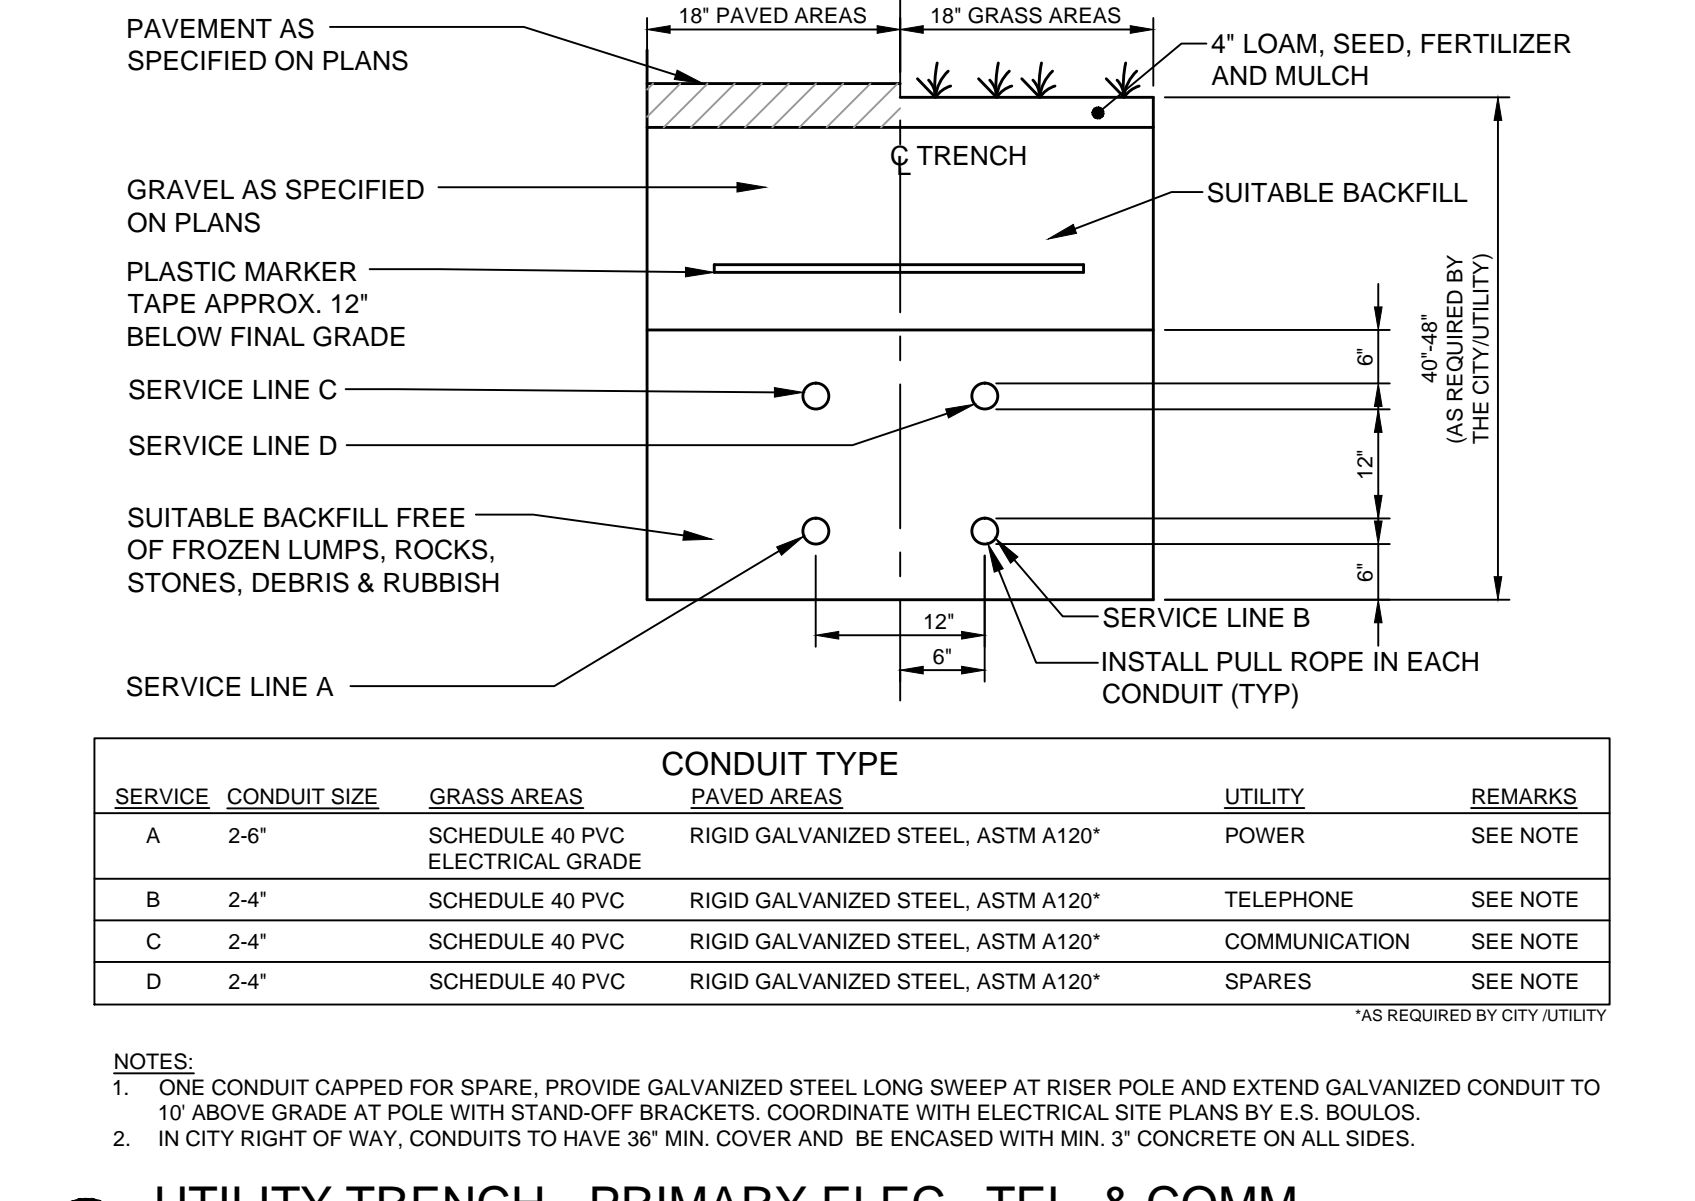 18" PAVED AREAS
18" GRASS AREAS
PAVEMENT AS
SPECIFIED ON PLANS
4" LOAM, SEED, FERTILIZER
AND MULCH
℄ TRENCH
GRAVEL AS SPECIFIED
ON PLANS
SUITABLE BACKFILL
PLASTIC MARKER
TAPE APPROX. 12"
BELOW FINAL GRADE
40"-48"
(AS REQUIRED BY
THE CITY/UTILITY)
6"
SERVICE LINE C
SERVICE LINE D
12"
SUITABLE BACKFILL FREE
OF FROZEN LUMPS, ROCKS,
STONES, DEBRIS & RUBBISH
6"
12"
SERVICE LINE B
6"
INSTALL PULL ROPE IN EACH
CONDUIT (TYP)
SERVICE LINE A
CONDUIT TYPE
SERVICE CONDUIT SIZE GRASS AREAS PAVED AREAS UTILITY REMARKS
A 2-6" SCHEDULE 40 PVC RIGID GALVANIZED STEEL, ASTM A120* POWER SEE NOTE
ELECTRICAL GRADE
B 2-4" SCHEDULE 40 PVC RIGID GALVANIZED STEEL, ASTM A120* TELEPHONE SEE NOTE
C 2-4" SCHEDULE 40 PVC RIGID GALVANIZED STEEL, ASTM A120* COMMUNICATION SEE NOTE
D 2-4" SCHEDULE 40 PVC RIGID GALVANIZED STEEL, ASTM A120* SPARES SEE NOTE
*AS REQUIRED BY CITY /UTILITY
NOTES:
1. ONE CONDUIT CAPPED FOR SPARE, PROVIDE GALVANIZED STEEL LONG SWEEP AT RISER POLE AND EXTEND GALVANIZED CONDUIT TO
10' ABOVE GRADE AT POLE WITH STAND-OFF BRACKETS. COORDINATE WITH ELECTRICAL SITE PLANS BY E.S. BOULOS.
2. IN CITY RIGHT OF WAY, CONDUITS TO HAVE 36" MIN. COVER AND BE ENCASED WITH MIN. 3" CONCRETE ON ALL SIDES.
UTILITY TRENCH - PRIMARY ELEC., TEL. & COMM.